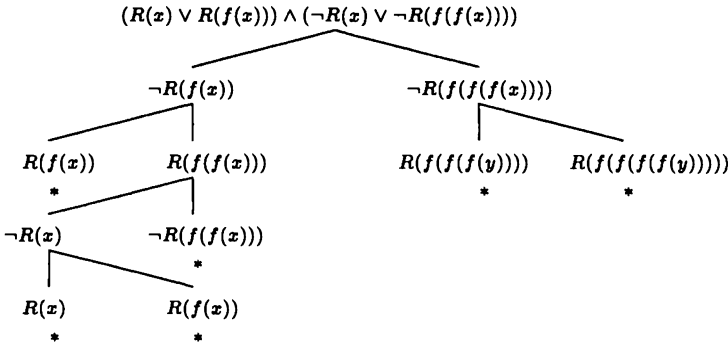 (R(x) ∨ R(f(x))) ∧ (¬R(x) ∨ ¬R(f(f(x))))
¬R(f(x)) ¬R(f(f(f(x))))
R(f(x)) R(f(f(x))) R(f(f(f(y)))) R(f(f(f(f(y)))))
* * *
¬R(x) ¬R(f(f(x)))
*
R(x) R(f(x))
* *